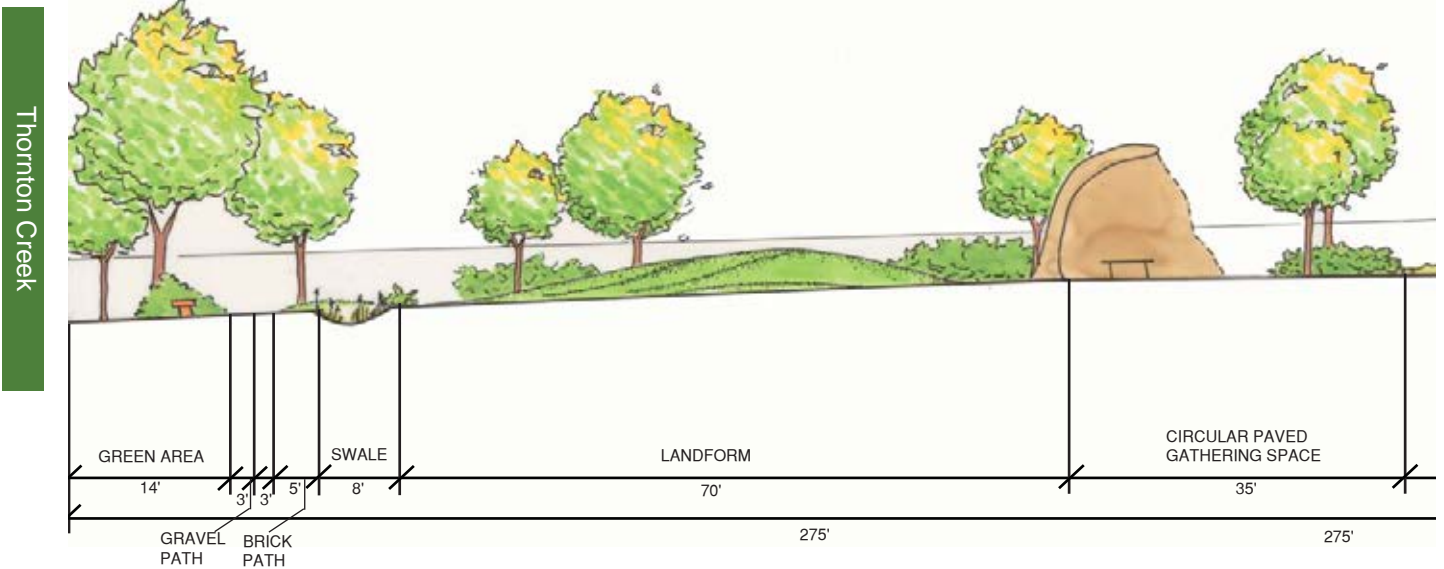 Thornton Creek
GREEN AREA
SWALE
LANDFORM
CIRCULAR PAVED
GATHERING SPACE
14'
3'
3'
5'
8'
70'
35'
GRAVEL
PATH
BRICK
PATH
275'
275'